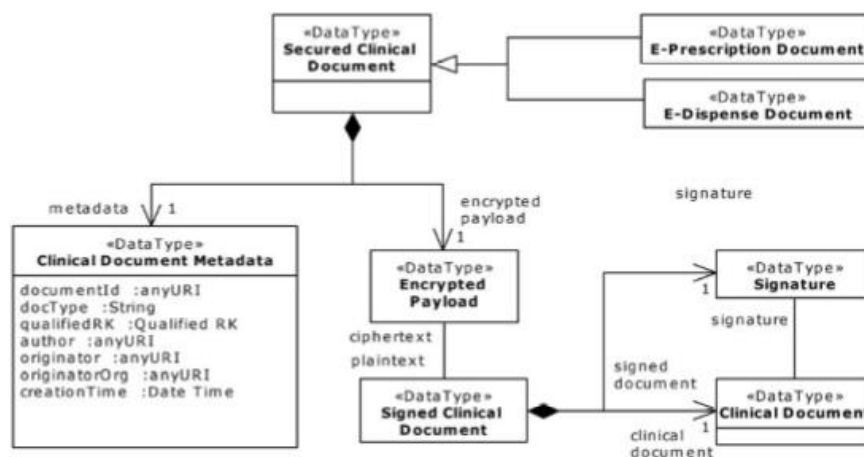 «DataType»
Secured Clinical
Document
«DataType»
E-Prescription Document
«DataType»
E-Dispense Document
metadata
1
encrypted
payload
1
signature
«DataType»
Clinical Document Metadata
documentId :anyURI
docType :String
qualifiedRK :Qualified RK
author :anyURI
originator :anyURI
originatorOrg :anyURI
creationTime :Date Time
«DataType»
Encrypted
Payload
1
«DataType»
Signature
ciphertext
plaintext
signature
signed
document
«DataType»
Signed Clinical
Document
«DataType»
Clinical Document
1
clinical
document